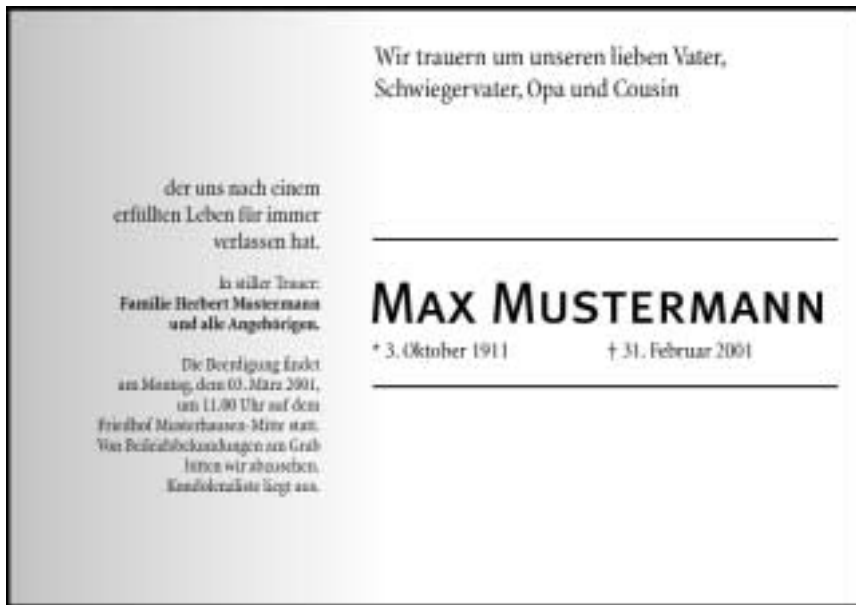 Wir trauern um unseren lieben Vater,
Schwiegervater, Opa und Cousin
der uns nach einem
erfüllten Leben für immer
verlassen hat.
In stiller Trauer:
Familie Herbert Mustermann
und alle Angehörigen.
Die Beerdigung findet
am Montag, dem 03. März 2001,
um 11.00 Uhr auf dem
Friedhof Musterhausen-Mitte statt.
Von Beileidsbekundungen am Grab
bitten wir abzusehen.
Kondolenzliste liegt aus.
MAX MUSTERMANN
* 3. Oktober 1911 † 31. Februar 2001